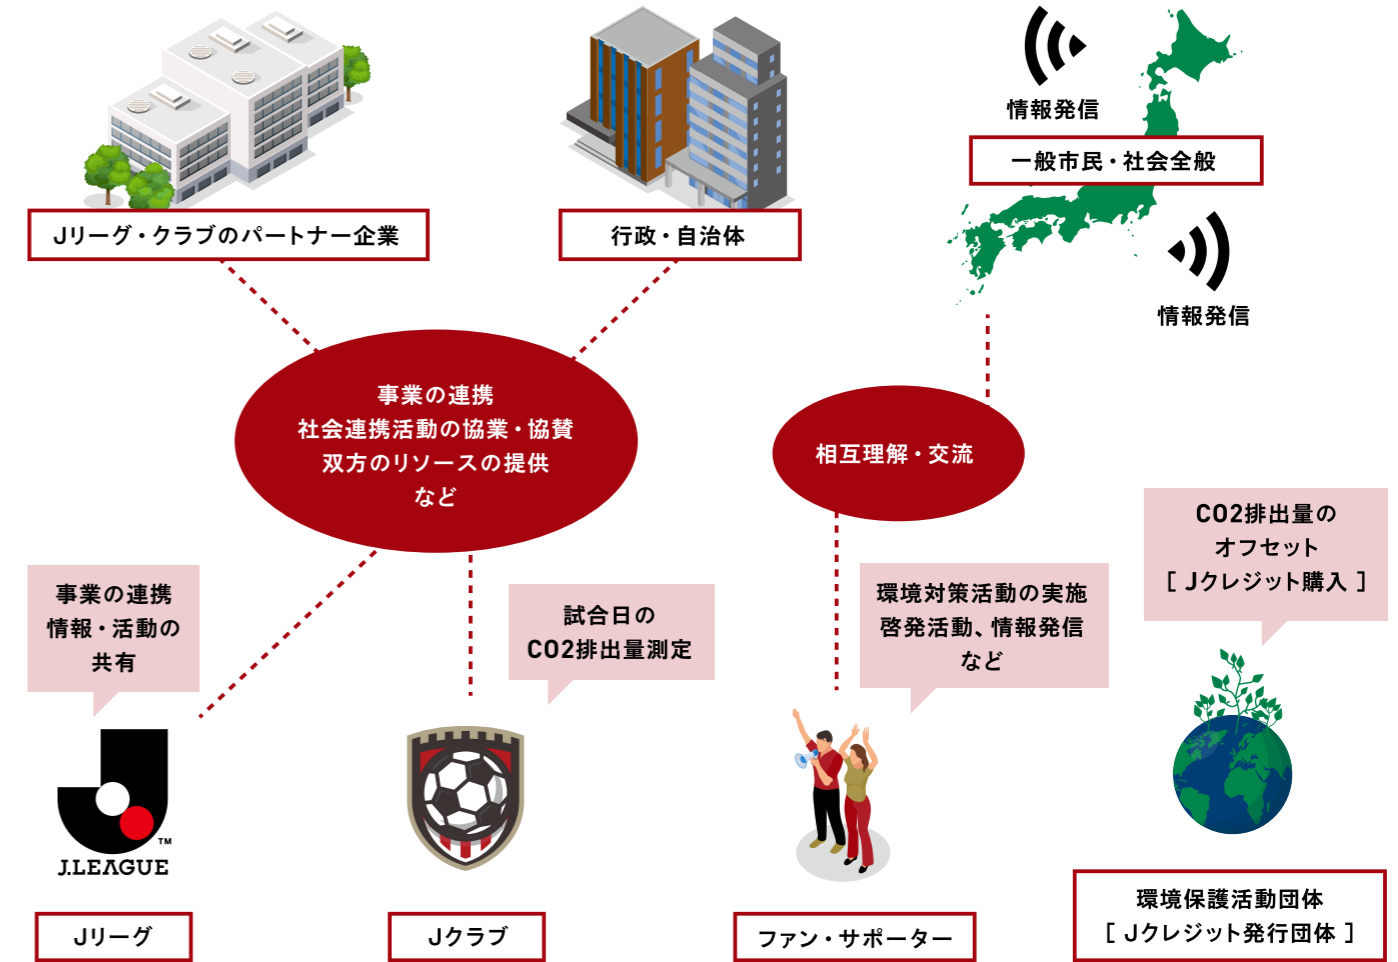 情報発信
一般市民・社会全般
Jリーグ・クラブのパートナー企業
行政・自治体
情報発信
事業の連携
社会連携活動の協業・協賛
双方のリソースの提供
など
相互理解・交流
CO2排出量の
オフセット
[ Jクレジット購入 ]
事業の連携
情報・活動の
共有
試合日の
CO2排出量測定
環境対策活動の実施
啓発活動、情報発信
など
TM
J.LEAGUE
Jリーグ
Jクラブ
ファン・サポーター
環境保護活動団体
[ Jクレジット発行団体 ]